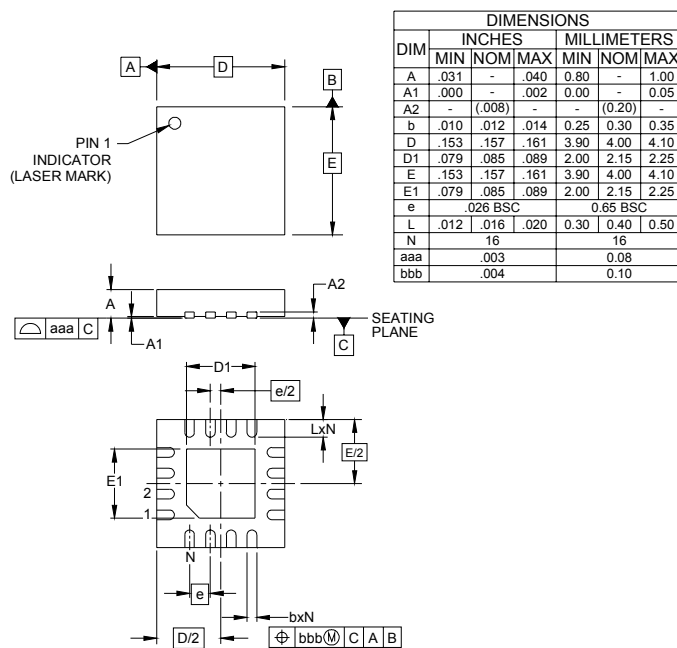 DIMENSIONS
DIM INCHES MILLIMETERS
MIN NOM MAX MIN NOM MAX
A .031 - .040 0.80 - 1.00
A1 .000 - .002 0.00 - 0.05
A2 - (.008) - - (0.20) -
b .010 .012 .014 0.25 0.30 0.35
D .153 .157 .161 3.90 4.00 4.10
D1 .079 .085 .089 2.00 2.15 2.25
E .153 .157 .161 3.90 4.00 4.10
E1 .079 .085 .089 2.00 2.15 2.25
e .026 BSC 0.65 BSC
L .012 .016 .020 0.30 0.40 0.50
N 16 16
aaa .003 0.08
bbb .004 0.10
A D
B
PIN 1
INDICATOR
(LASER MARK)
E
A2
A
SEATING
PLANE
aaa C
A1
C
D1
e/2
LxN
E/2
E1
2
1
N
e
bxN
D/2
bbb M C A B